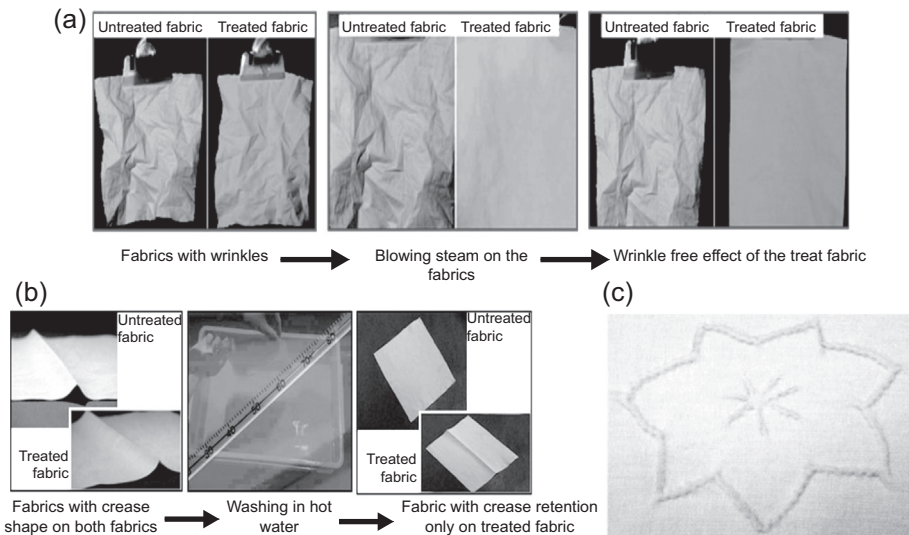 (a)
Untreated fabric Treated fabric
Untreated fabric Treated fabric
Untreated fabric Treated fabric
Fabrics with wrinkles
Blowing steam on the
fabrics
Wrinkle free effect of the treat fabric
(b)
Untreated
fabric
Treated
fabric
Untreated
fabric
Treated
fabric
Fabrics with crease
shape on both fabrics
Washing in hot
water
Fabric with crease retention
only on treated fabric
(c)